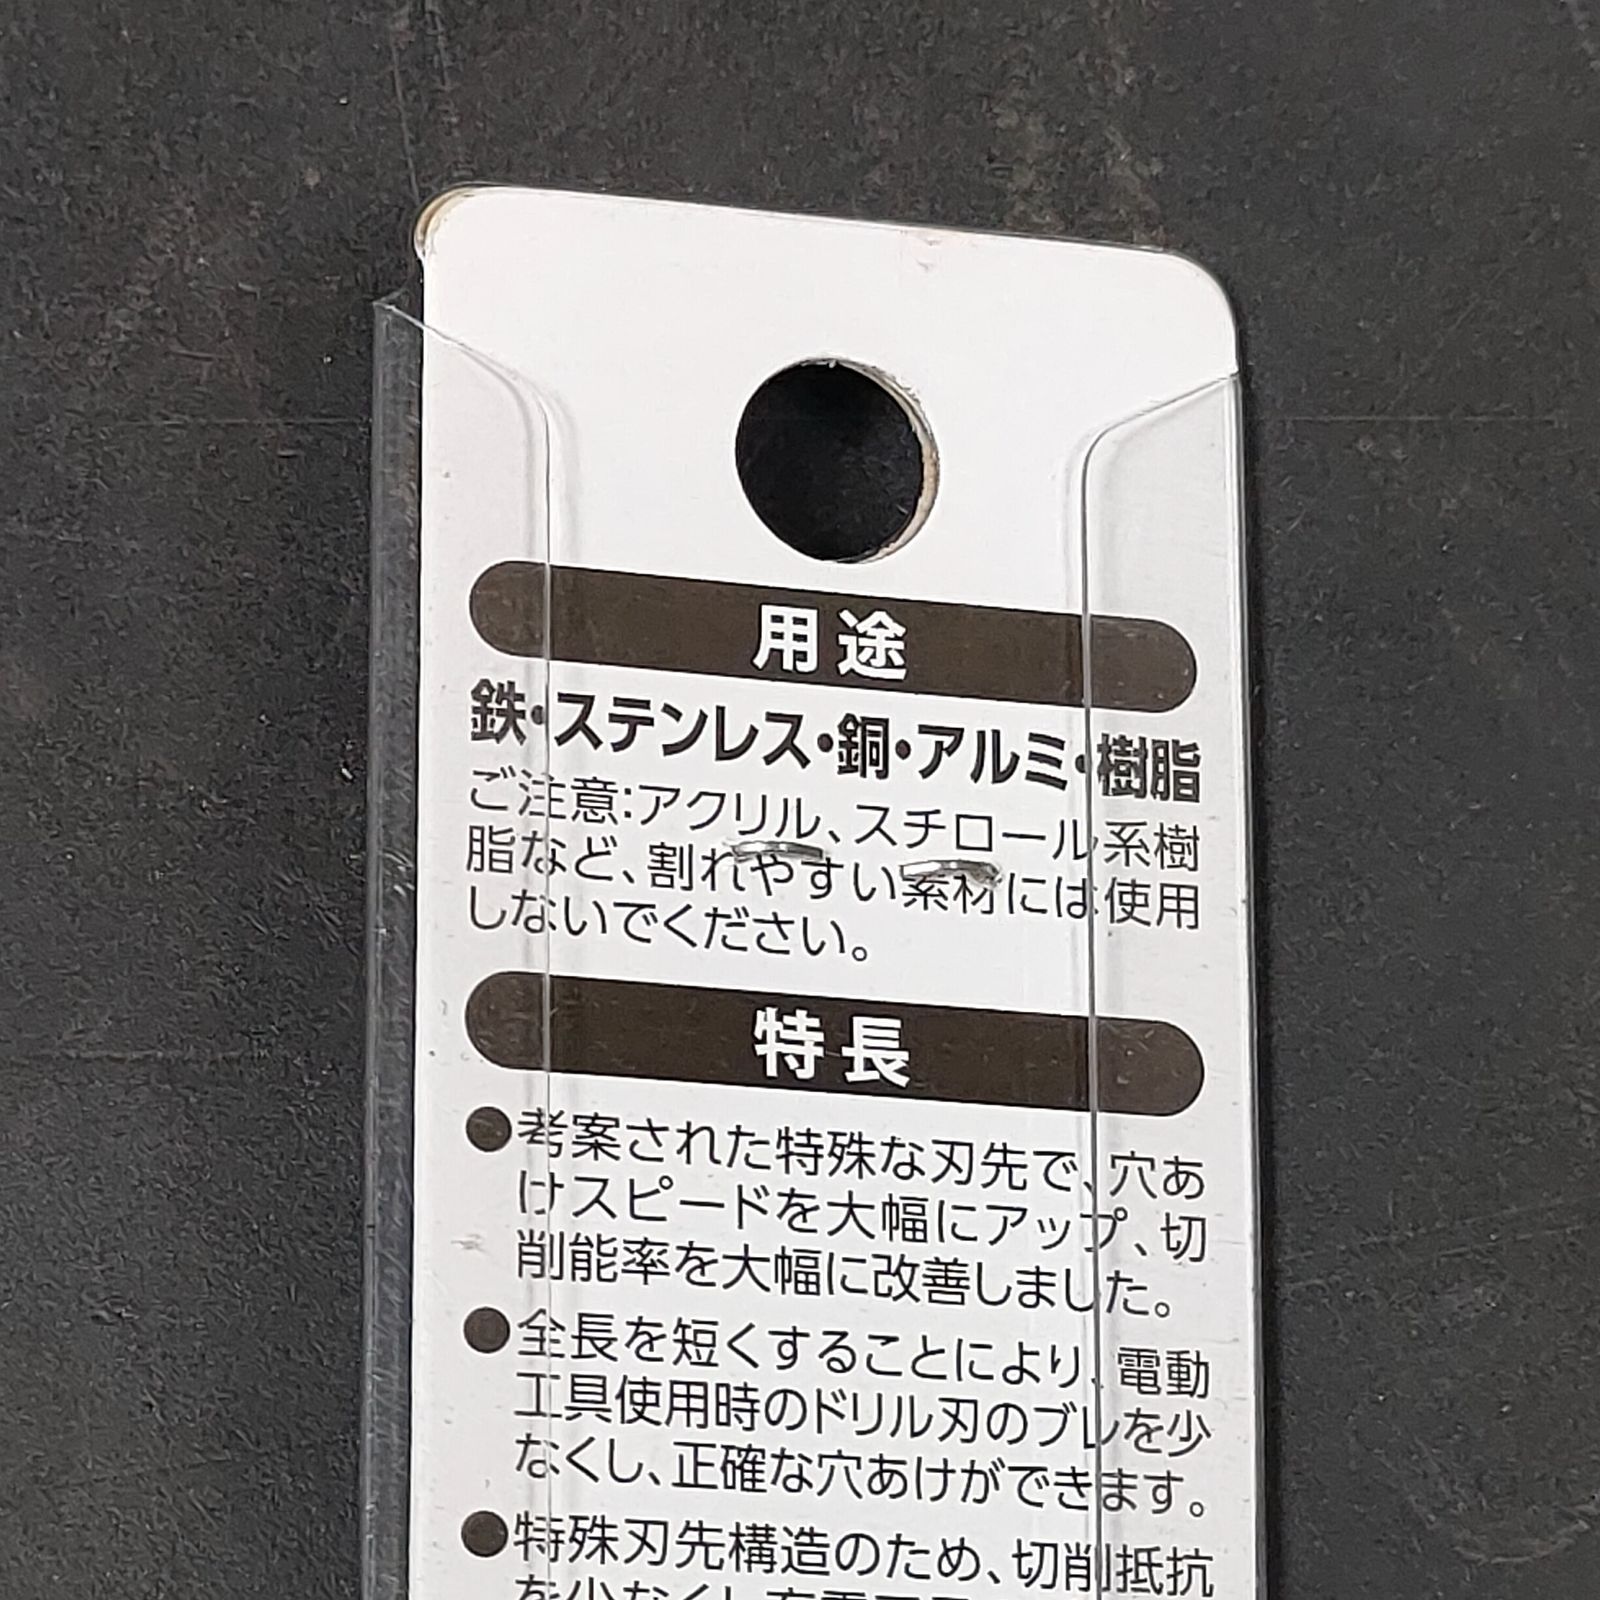 用途
鉄・ステンレス・銅・アルミ・樹脂
ご注意:アクリル、スチロール系樹
脂など、割れやすい素材には使用
しないでください。
特長
●考案された特殊な刃先で、穴あ
けスピードを大幅にアップ、切
削能率を大幅に改善しました。
●全長を短くすることにより、電動
工具使用時のドリル刃のブレを少
なくし、正確な穴あけができます。
●特殊刃先構造のため、切削抵抗
を少なくし